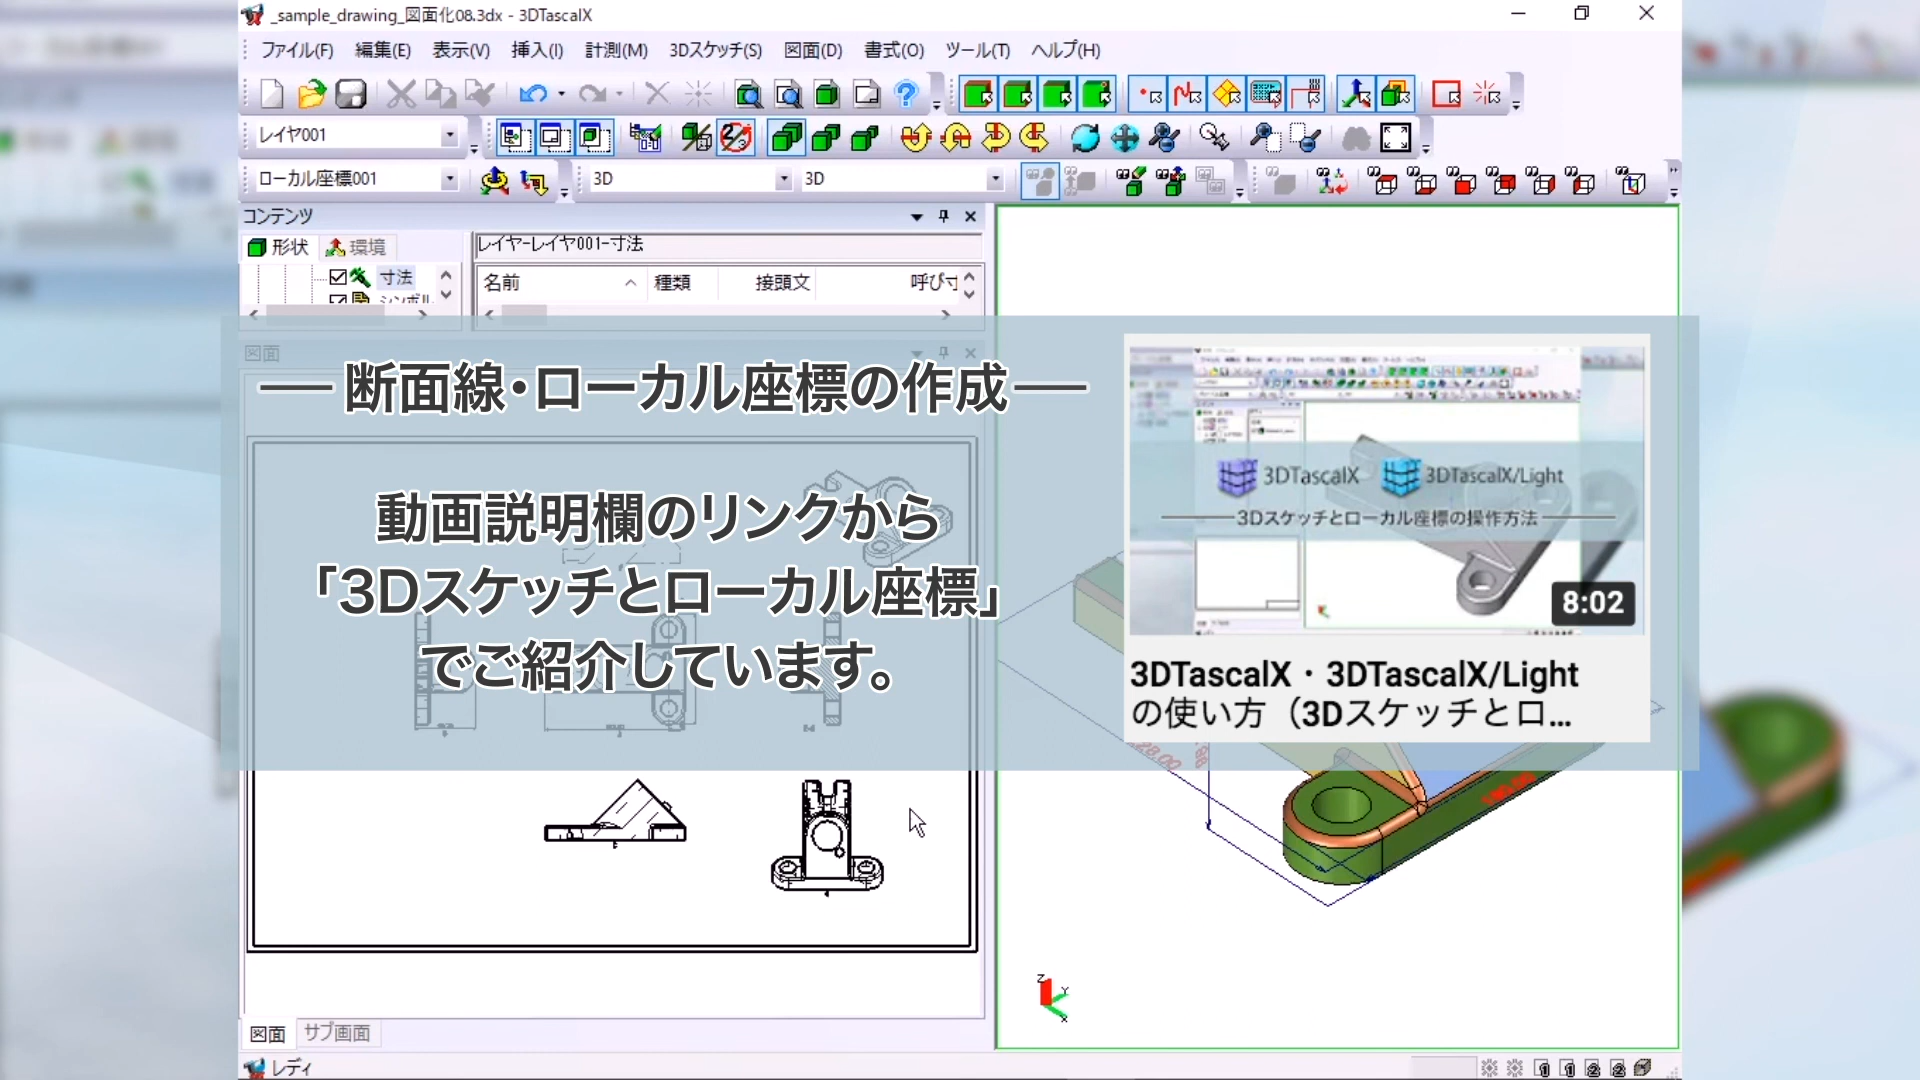 _sample_drawing_図面化08.3dx - 3DTascalX
ファイル(F) 編集(E) 表示(V) 挿入(I) 計測(M) 3Dスケッチ(S) 図面(D) 書式(O) ツール(T) ヘルプ(H)
レイヤ001
ローカル座標001
3D
3D
コンテンツ
形状
環境
寸法
シンボル
レイヤ-レイヤ001-寸法
名前
種類
接頭文
呼び寸
図面
断面線・ローカル座標の作成
動画説明欄のリンクから
「3Dスケッチとローカル座標」
でご紹介しています。
3DTascalX
3DTascalX/Light
3Dスケッチとローカル座標の操作方法
8:02
3DTascalX・3DTascalX/Light
の使い方（3Dスケッチとロ...
Z
Y
X
図面
サブ画面
レディ